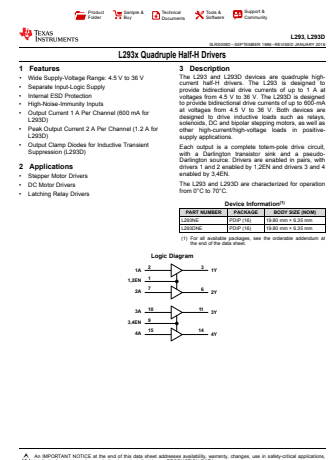 Product
Folder
Sample &
Buy
Technical
Documents
Tools &
Software
Support &
Community
TEXAS
INSTRUMENTS
L293, L293D
SLRS008D –SEPTEMBER 1986–REVISED JANUARY 2016
L293x Quadruple Half-H Drivers
1 Features
• Wide Supply-Voltage Range: 4.5 V to 36 V
• Separate Input-Logic Supply
• Internal ESD Protection
• High-Noise-Immunity Inputs
• Output Current 1 A Per Channel (600 mA for
L293D)
• Peak Output Current 2 A Per Channel (1.2 A for
L293D)
• Output Clamp Diodes for Inductive Transient
Suppression (L293D)
2 Applications
• Stepper Motor Drivers
• DC Motor Drivers
• Latching Relay Drivers
3 Description
The L293 and L293D devices are quadruple high-
current half-H drivers. The L293 is designed to
provide bidirectional drive currents of up to 1 A at
voltages from 4.5 V to 36 V. The L293D is designed
to provide bidirectional drive currents of up to 600-mA
at voltages from 4.5 V to 36 V. Both devices are
designed to drive inductive loads such as relays,
solenoids, DC and bipolar stepping motors, as well as
other high-current/high-voltage loads in positive-
supply applications.
Each output is a complete totem-pole drive circuit,
with a Darlington transistor sink and a pseudo-
Darlington source. Drivers are enabled in pairs, with
drivers 1 and 2 enabled by 1,2EN and drivers 3 and 4
enabled by 3,4EN.
The L293 and L293D are characterized for operation
from 0°C to 70°C.
Device Information(1)
PART NUMBER PACKAGE BODY SIZE (NOM)
L293NE PDIP (16) 19.80 mm × 6.35 mm
L293DNE PDIP (16) 19.80 mm × 6.35 mm
(1) For all available packages, see the orderable addendum at
the end of the data sheet.
Logic Diagram
1A 2 3 1Y
1,2EN 1
2A 7 6 2Y
3A 10 11 3Y
3,4EN 9
4A 15 14 4Y
An IMPORTANT NOTICE at the end of this data sheet addresses availability, warranty, changes, use in safety-critical applications,